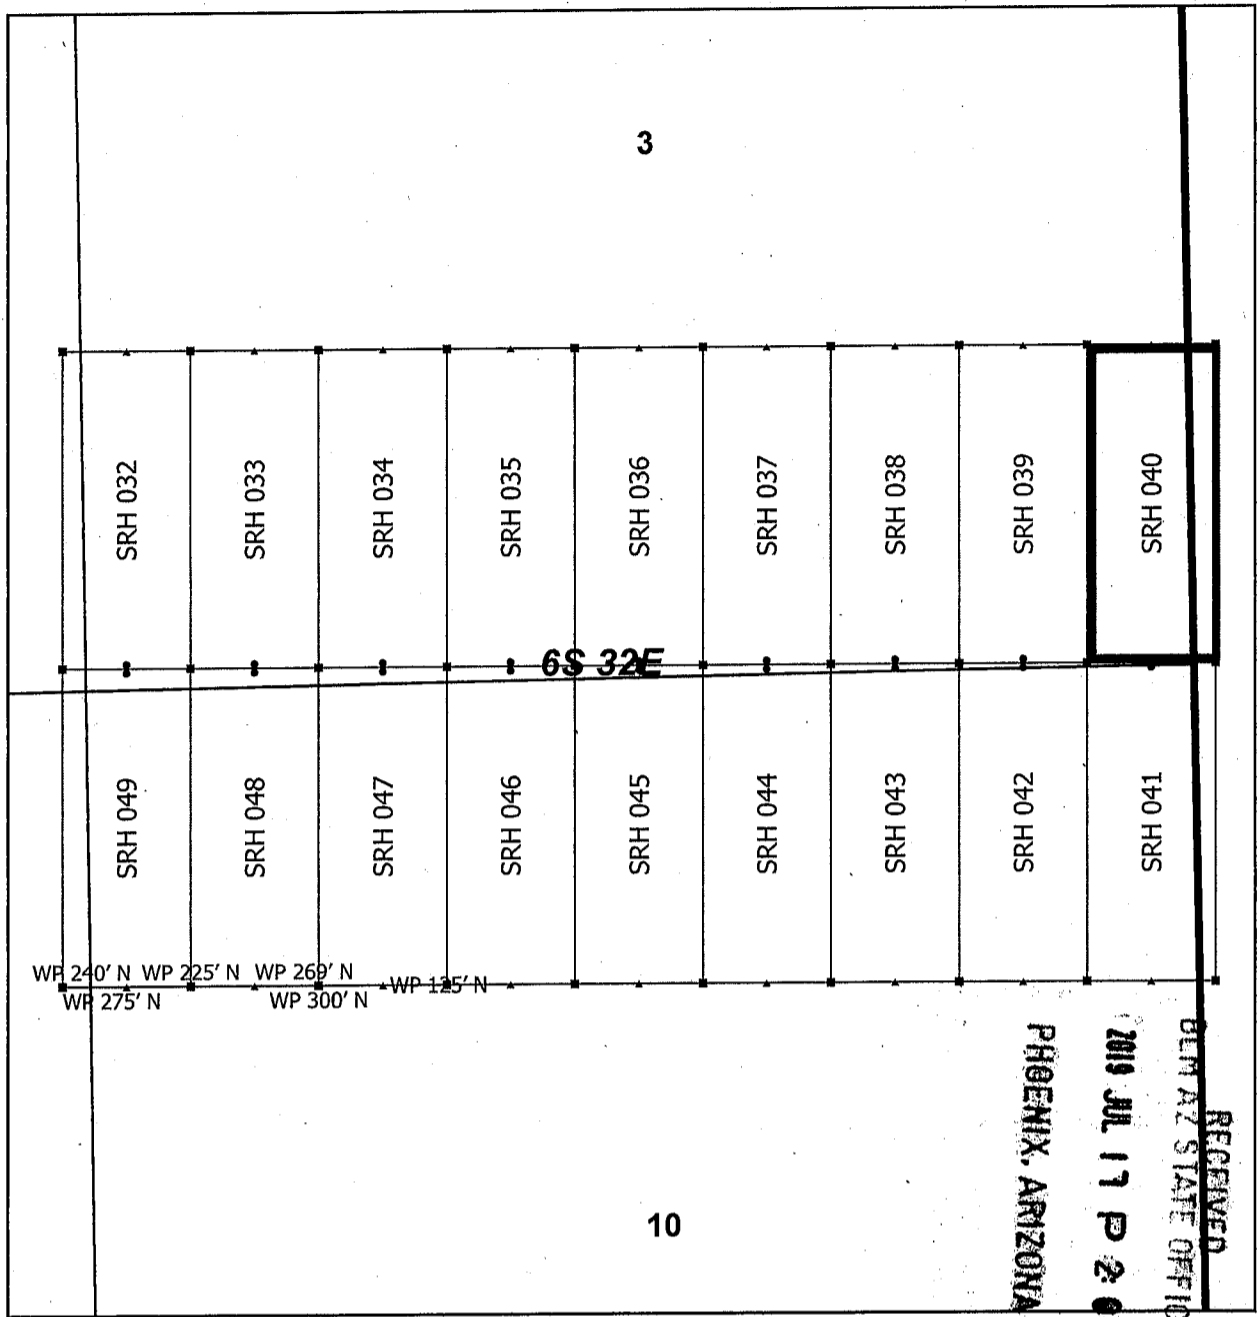 3
SRH 032
SRH 033
SRH 034
SRH 035
SRH 036
SRH 037
SRH 038
SRH 039
SRH 040
6S 32E
SRH 049
SRH 048
SRH 047
SRH 046
SRH 045
SRH 044
SRH 043
SRH 042
SRH 041
WP 240' N WP 225' N WP 269' N
WP 125' N
WP 275' N
WP 300' N
10
RECEIVED
BLM AZ STATE OFFIC
2019 JUL 17 P 2:
PHOENIX, ARIZONA